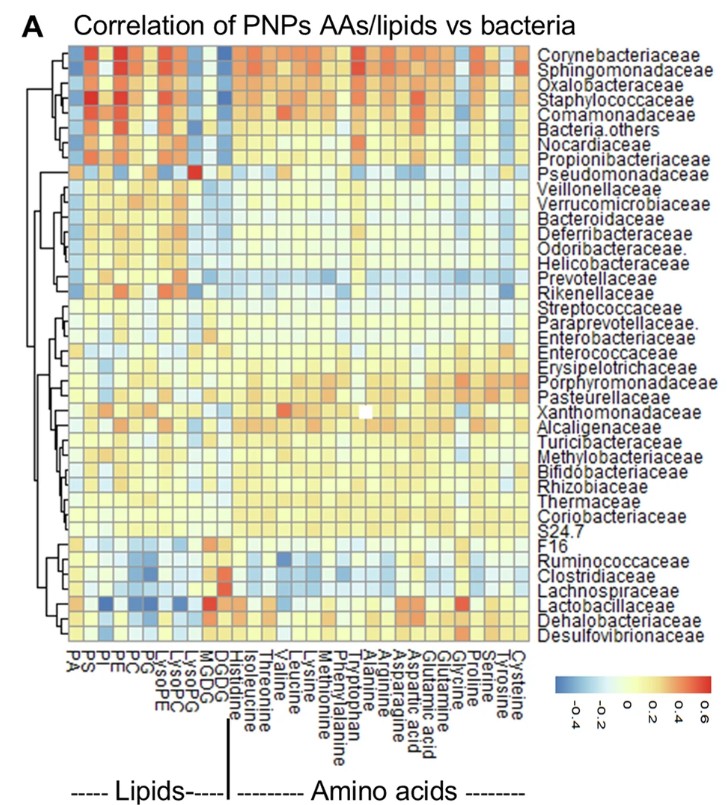 A Correlation of PNPs AAs/lipids vs bacteria
Corynebacteriaceae
Sphingomonadaceae
Oxalobacteraceae
Staphylococcaceae
Comamonadaceae
Bacteria.others
Nocardiaceae
Propionibacteriaceae
Pseudomonadaceae
Veillonellaceae
Verrucomicrobiaceae
Bacteroidaceae
Deferribacteraceae
Odoribacteraceae.
Helicobacteraceae
Prevotellaceae
Rikenellaceae
Streptococcaceae
Paraprevotellaceae.
Enterobacteriaceae
Enterococcaceae
Erysipelotrichaceae
Porphyromonadaceae
Pasteurellaceae
Xanthomonadaceae
Alcaligenaceae
Turicibacteraceae
Methylobacteriaceae
Bifidobacteriaceae
Rhizobiaceae
Thermaceae
Coriobacteriaceae
S24.7
F16
Ruminococcaceae
Clostridiaceae
Lachnospiraceae
Lactobacillaceae
Dehalobacteriaceae
Desulfovibrionaceae
PA
PS
PI
PE
PC
PG
LysoPE
LysoPC
LysoPG
MGDG
DGDG
Histidine
Isoleucine
Threonine
Valine
Leucine
Lysine
Methionine
Phenylalanine
Tryptophan
Alanine
Arginine
Asparagine
Aspartic acid
Glutamic acid
Glutamine
Glycine
Proline
Serine
Tyrosine
Cysteine
-0.4
-0.2
0
0.2
0.4
0.6
----- Lipids-----
--------- Amino acids --------